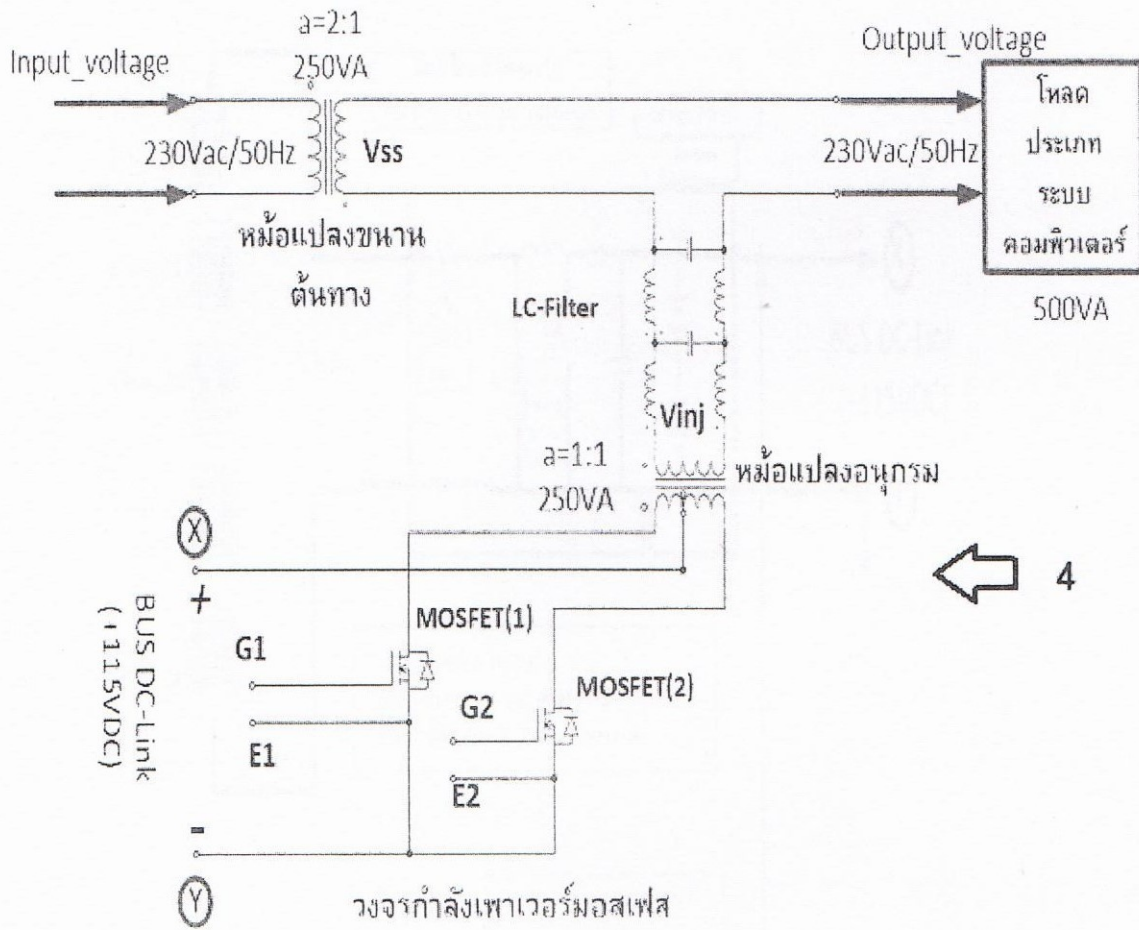 a=2:1
250VA
Input_voltage
Output_voltage
230Vac/50Hz
Vss
230Vac/50Hz
โหลด
ประเภท
ระบบ
คอมพิวเตอร์
500VA
หม้อแปลงขนาน
ต้นทาง
LC-Filter
Vinj
a=1:1
250VA
หม้อแปลงอนุกรม
X
+
4
MOSFET(1)
G1
E1
MOSFET(2)
G2
E2
BUS DC-Link
(+115VDC)
-
Y
วงจรกำลังเพาเวอร์มอสเฟส